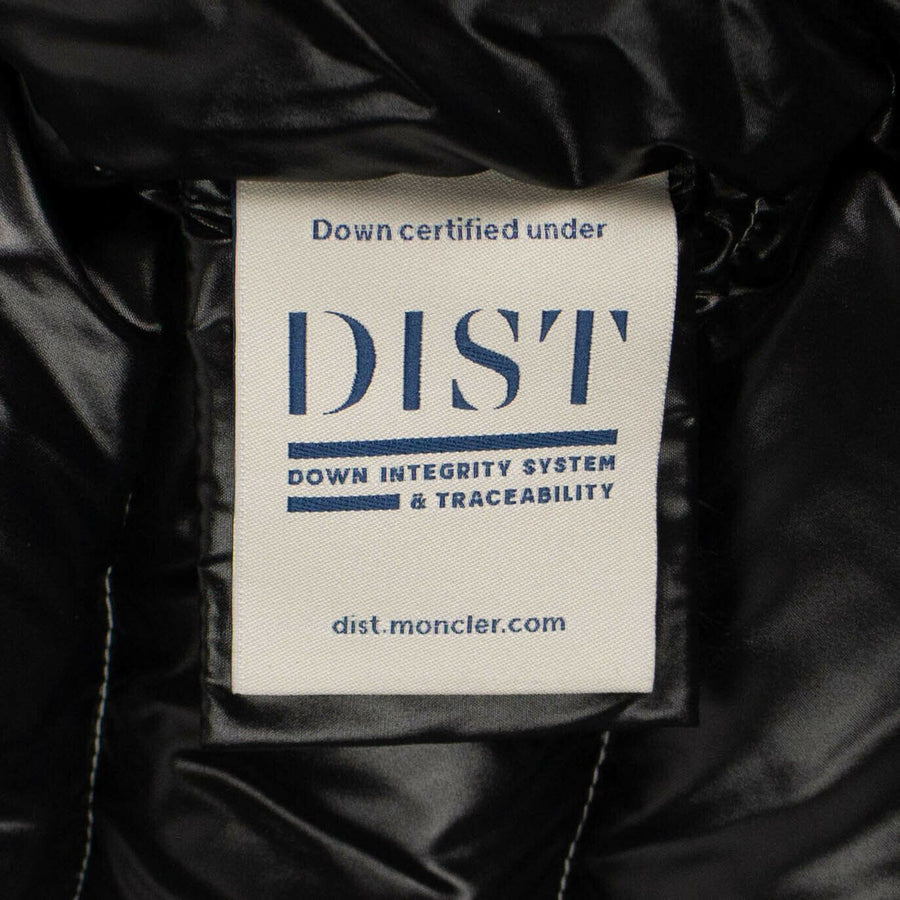 Down certified under
DIST
DOWN INTEGRITY SYSTEM
& TRACEABILITY
dist.moncler.com